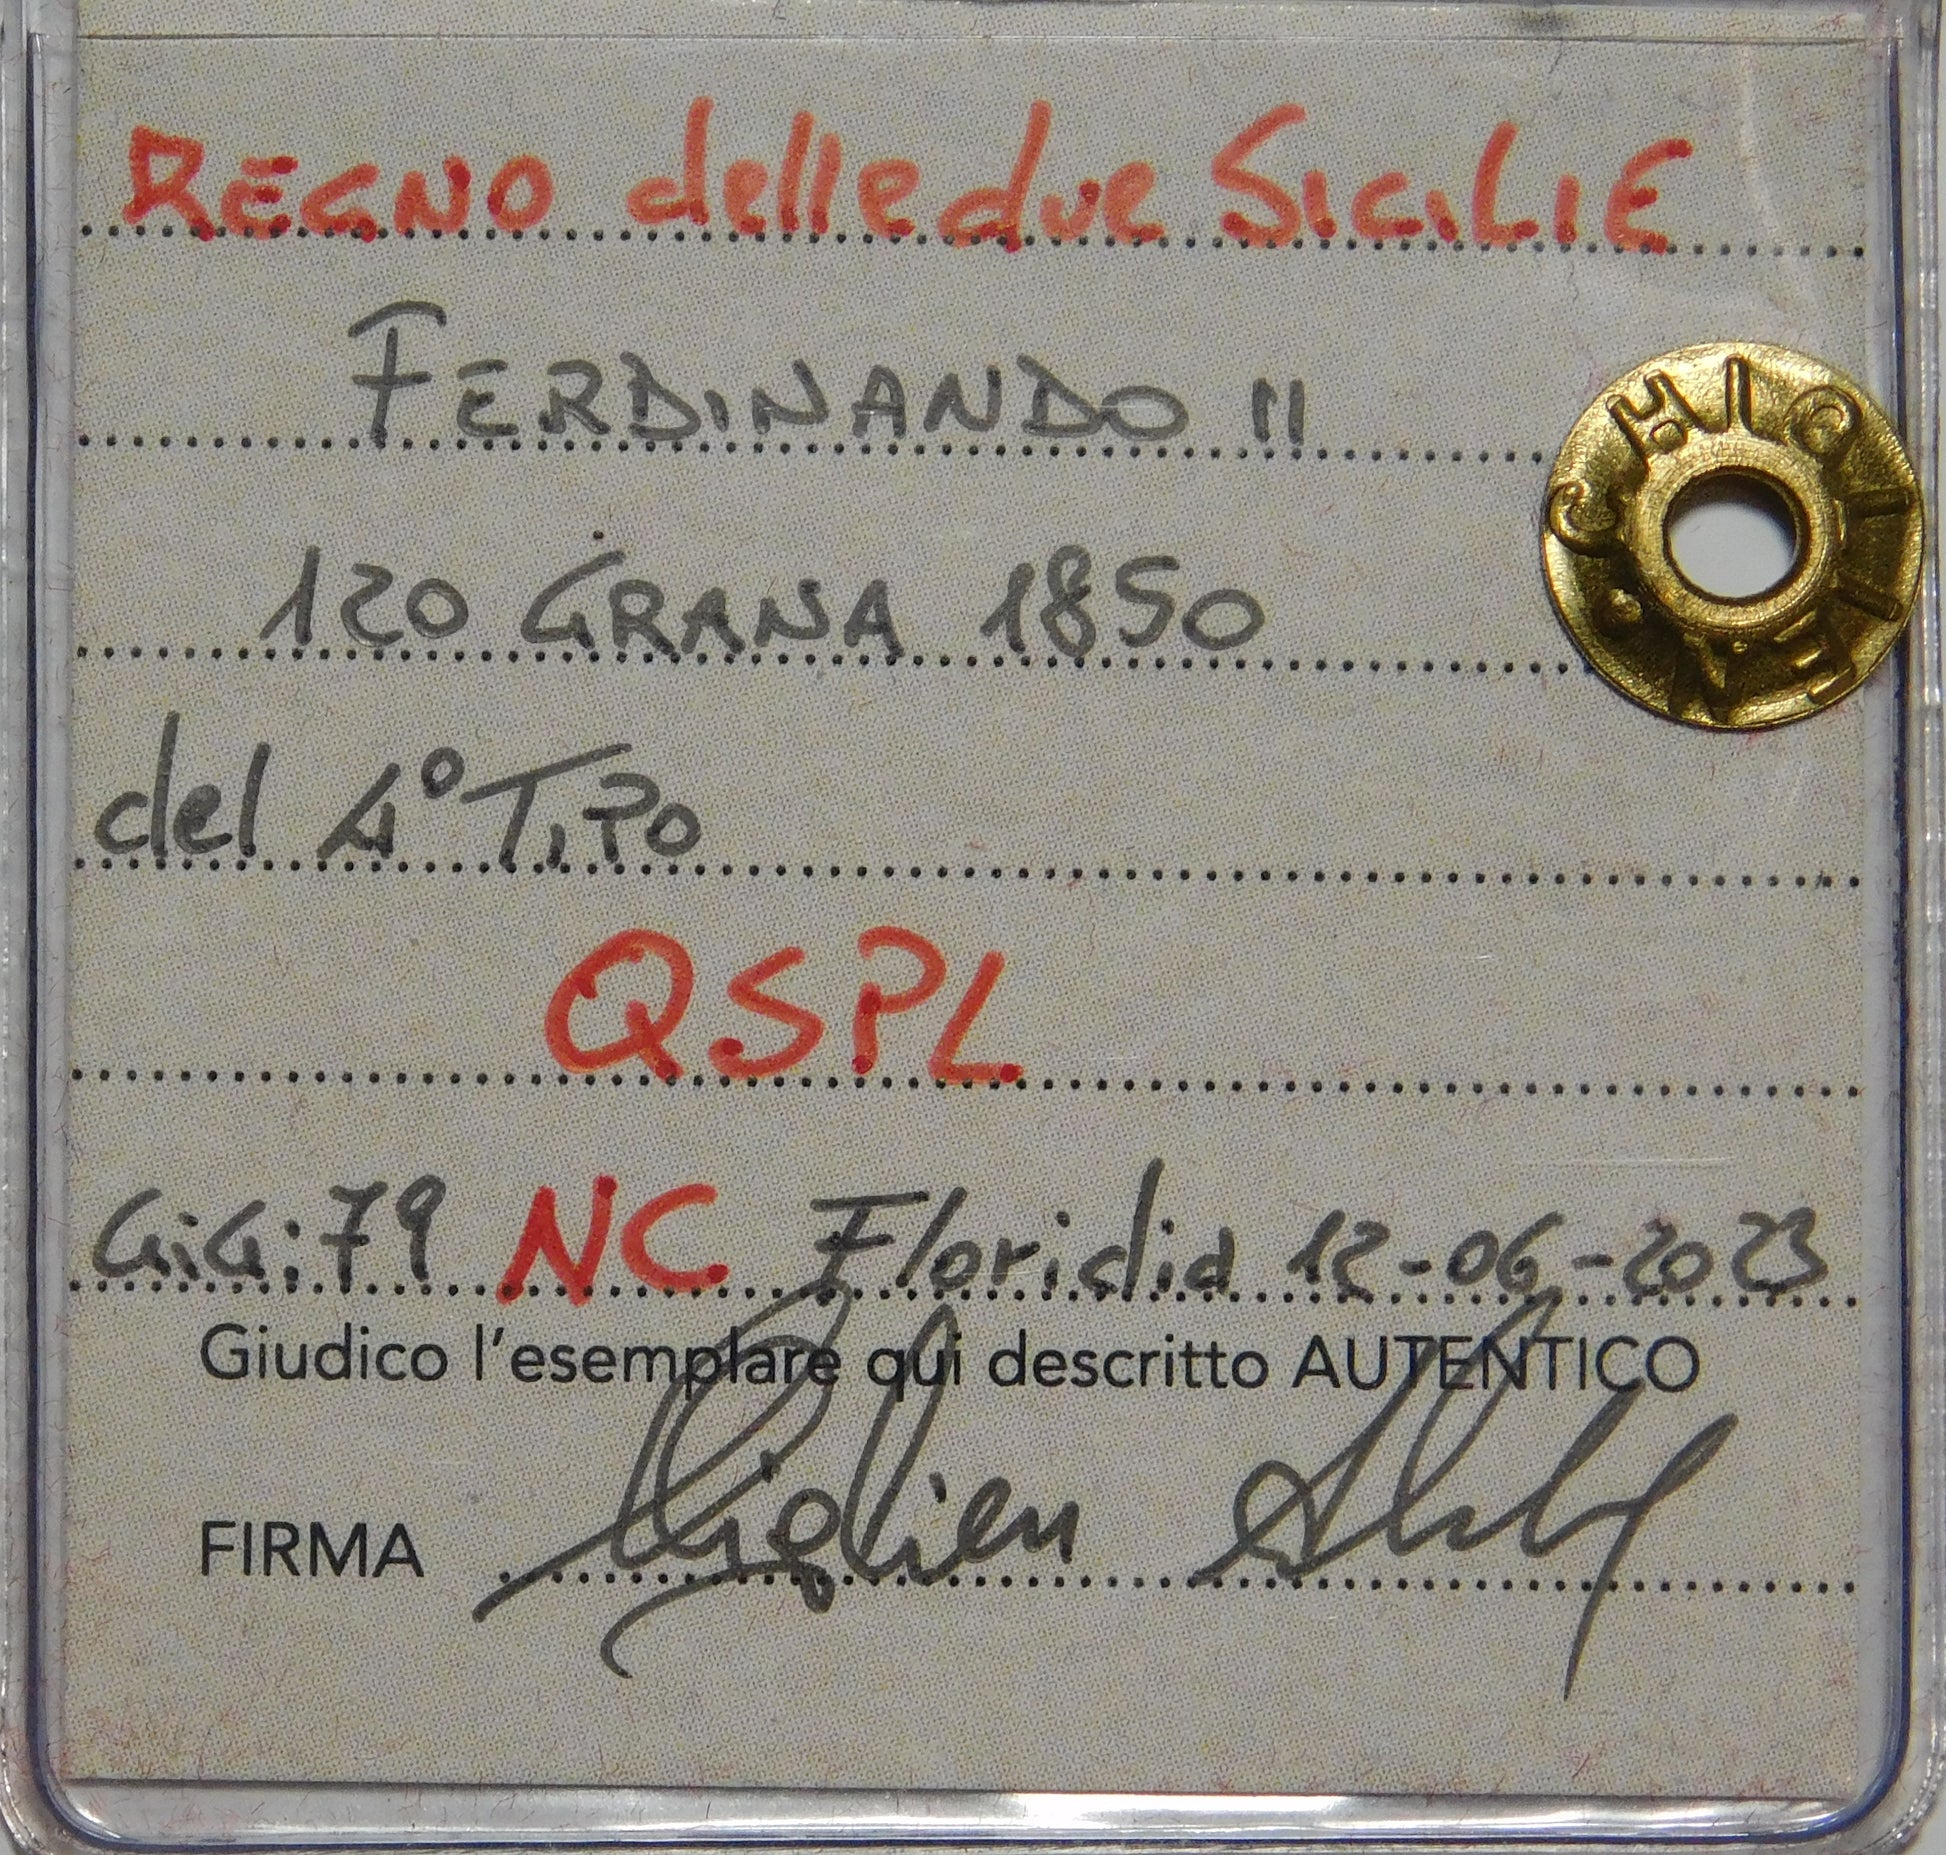 REGNO delle due SICILIE
FERDINANDO II
120 GRANA 1850
del 4° TIPO
QSPL
GiG: 79 NC Floridia 12-06-2023
Giudico l'esemplare qui descritto AUTENTICO
FIRMA